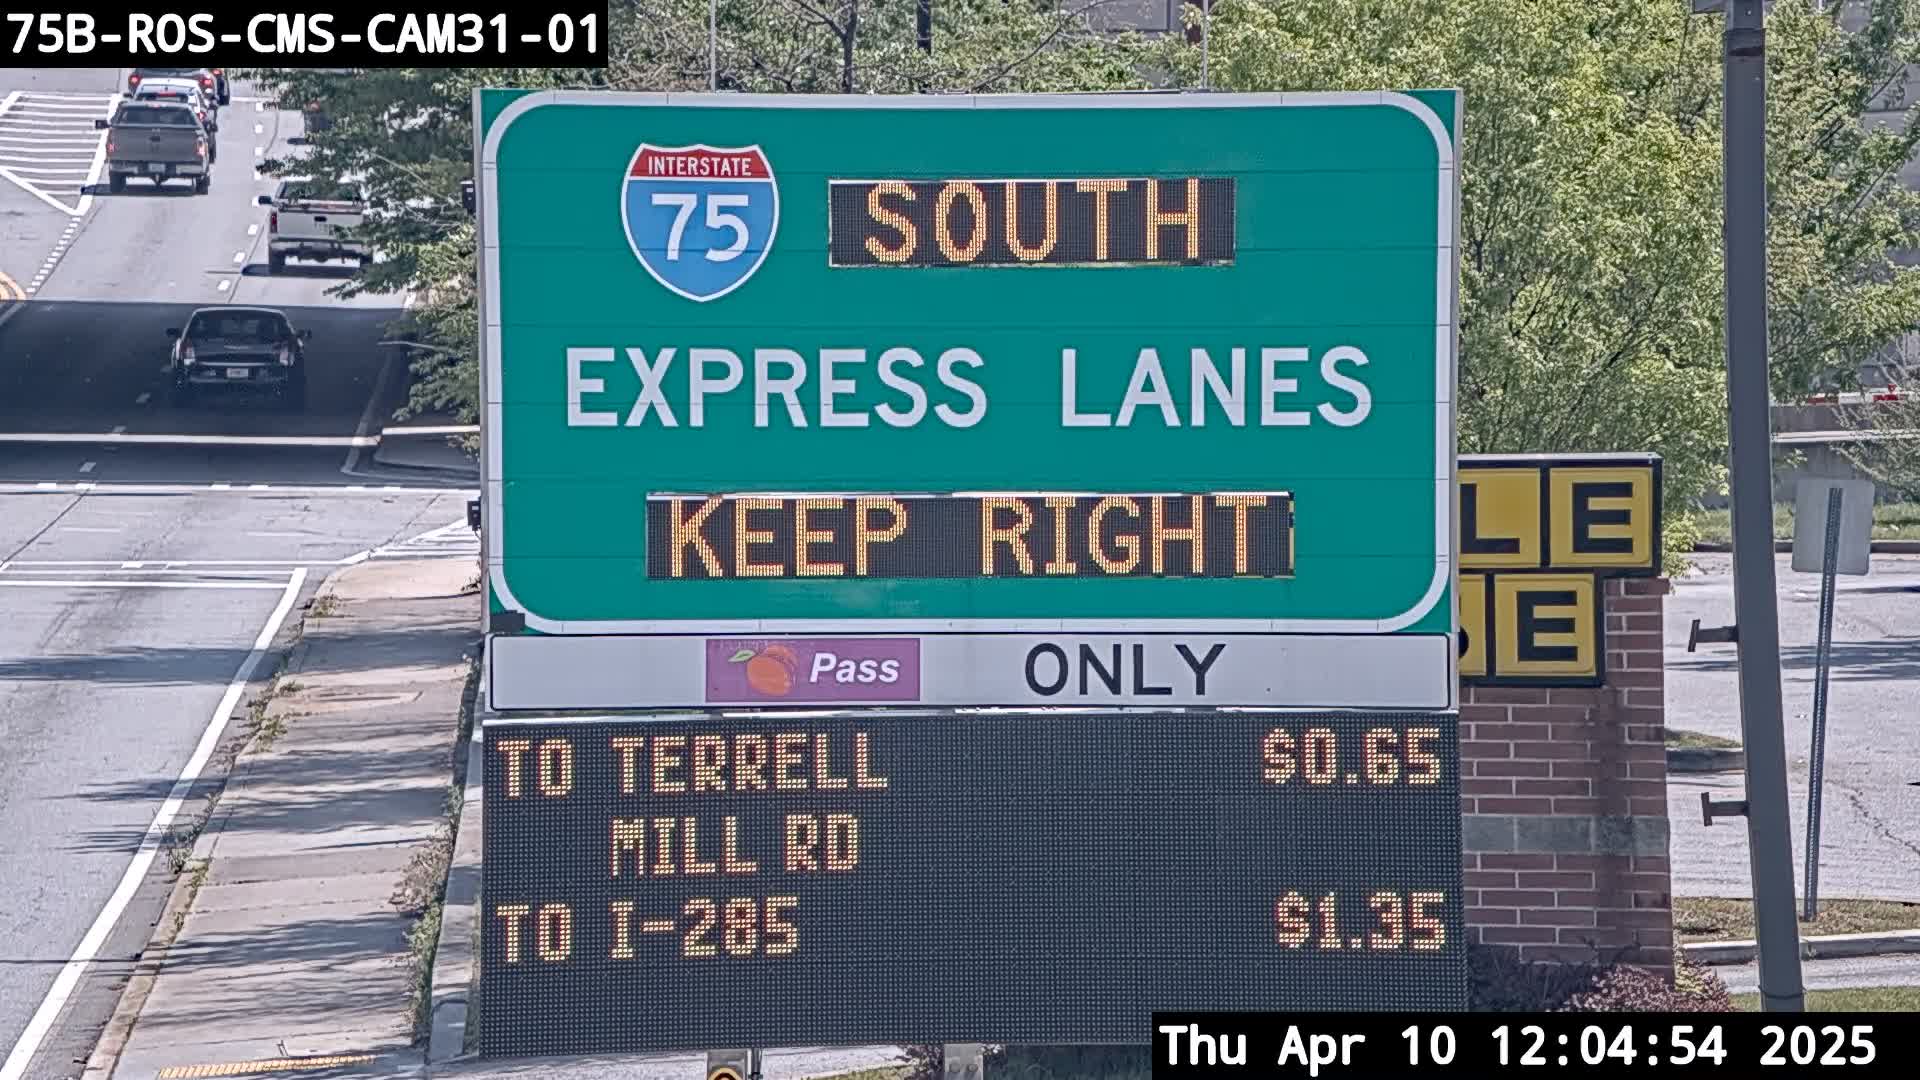 75B-ROS-CMS-CAM31-01
INTERSTATE
75
SOUTH
EXPRESS LANES
KEEP RIGHT
Pass ONLY
TO TERRELL $0.65
MILL RD
TO I-285 $1.35
LE
E
Thu Apr 10 12:04:54 2025